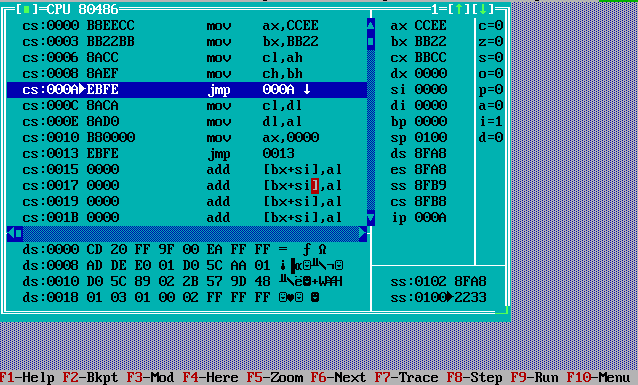 [■]=CPU 80486 1=[↑][↓]
cs:0000 B8EECC mov ax,CCEE ax CCEE c=0
cs:0003 BB22BB mov bx,BB22 bx BB22 z=0
cs:0006 8ACC mov cl,ah cx BBCC s=0
cs:0008 8AEF mov ch,bh dx 0000 o=0
cs:000A►EBFE jmp 000A ↓ si 0000 p=0
cs:000C 8ACA mov cl,dl di 0000 a=0
cs:000E 8AD0 mov dl,al bp 0000 i=1
cs:0010 B80000 mov ax,0000 sp 0100 d=0
cs:0013 EBFE jmp 0013 ds 8FA8
cs:0015 0000 add [bx+si],al es 8FA8
cs:0017 0000 add [bx+si],al ss 8FB9
cs:0019 0000 add [bx+si],al cs 8FB8
cs:001B 0000 add [bx+si],al ip 000A
ds:0000 CD 20 FF 9F 00 EA FF FF = ƒ Ω
ds:0008 AD DE E0 01 D0 5C AA 01 ¡▐α☺╨\¬☺
ds:0010 D0 5C 89 02 2B 57 9D 48 ╨\ë☻+W¥H ss:0102 8FA8
ds:0018 01 03 01 00 02 FF FF FF ☺♥☺ ☻ ss:0100►2233
F1-Help F2-Bkpt F3-Mod F4-Here F5-Zoom F6-Next F7-Trace F8-Step F9-Run F10-Menu